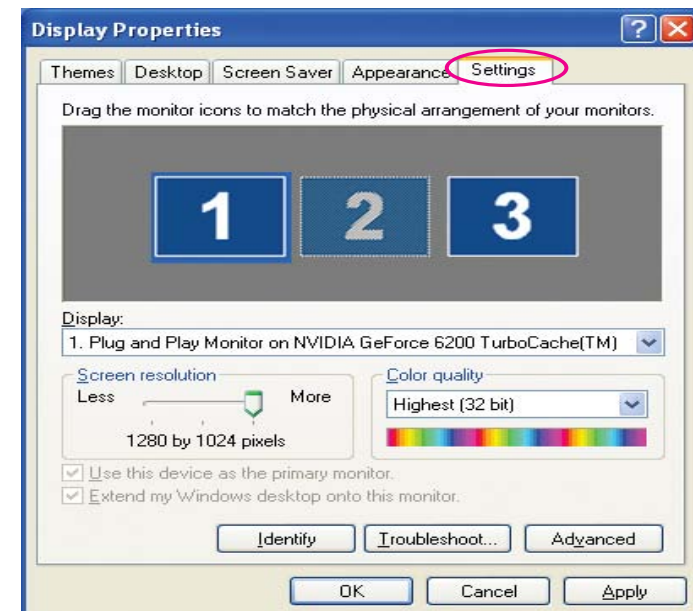 Display Properties
Themes Desktop Screen Saver Appearance Settings
Drag the monitor icons to match the physical arrangement of your monitors.
1 2 3
Display:
1. Plug and Play Monitor on NVIDIA GeForce 6200 TurboCache(TM)
Screen resolution Color quality
Less More Highest (32 bit)
1280 by 1024 pixels
Use this device as the primary monitor.
Extend my Windows desktop onto this monitor.
Identify Troubleshoot... Advanced
OK Cancel Apply